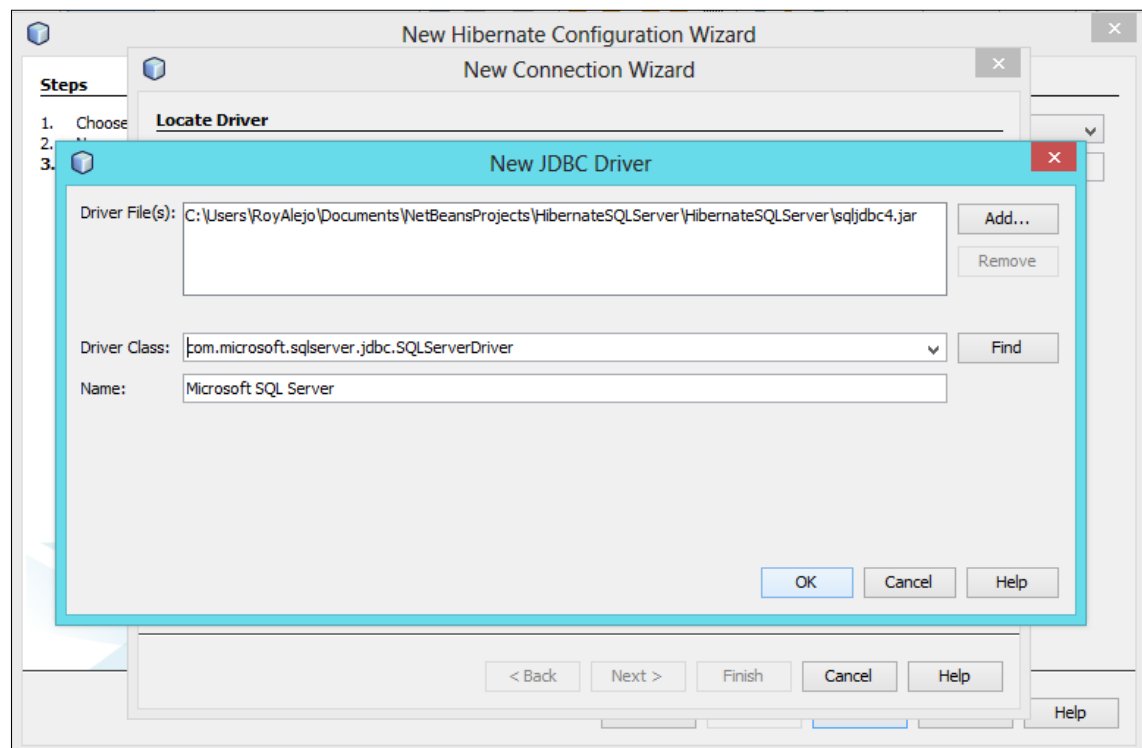 New Hibernate Configuration Wizard
New Connection Wizard
Steps
1. Choose
2.
3.
Locate Driver
New JDBC Driver
Driver File(s): C:\Users\RoyAlejo\Documents\NetBeansProjects\HibernateSQLServer\HibernateSQLServer\sqljdbc4.jar
Add...
Remove
Driver Class: com.microsoft.sqlserver.jdbc.SQLServerDriver
Find
Name: Microsoft SQL Server
OK Cancel Help
< Back Next > Finish Cancel Help
Help